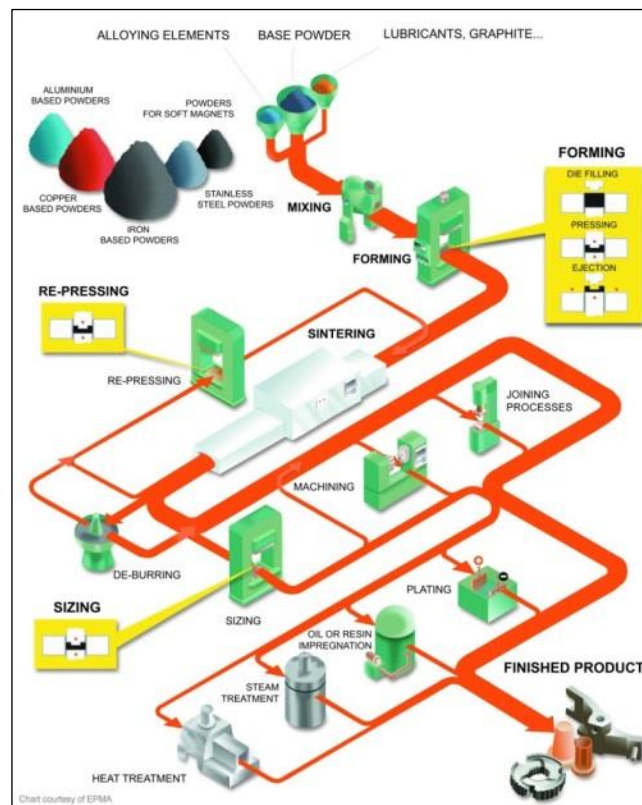 ALLOYING ELEMENTS
BASE POWDER
LUBRICANTS, GRAPHITE...
ALUMINIUM
BASED POWDERS
POWDERS
FOR SOFT MAGNETS
COPPER
BASED POWDERS
STAINLESS
STEEL POWDERS
IRON
BASED POWDERS
MIXING
FORMING
FORMING
DIE FILLING
PRESSING
EJECTION
RE-PRESSING
RE-PRESSING
SINTERING
JOINING
PROCESSES
MACHINING
DE-BURRING
SIZING
SIZING
PLATING
OIL OR RESIN
IMPREGNATION
STEAM
TREATMENT
HEAT TREATMENT
FINISHED PRODUCT
Chart courtesy of EPMA